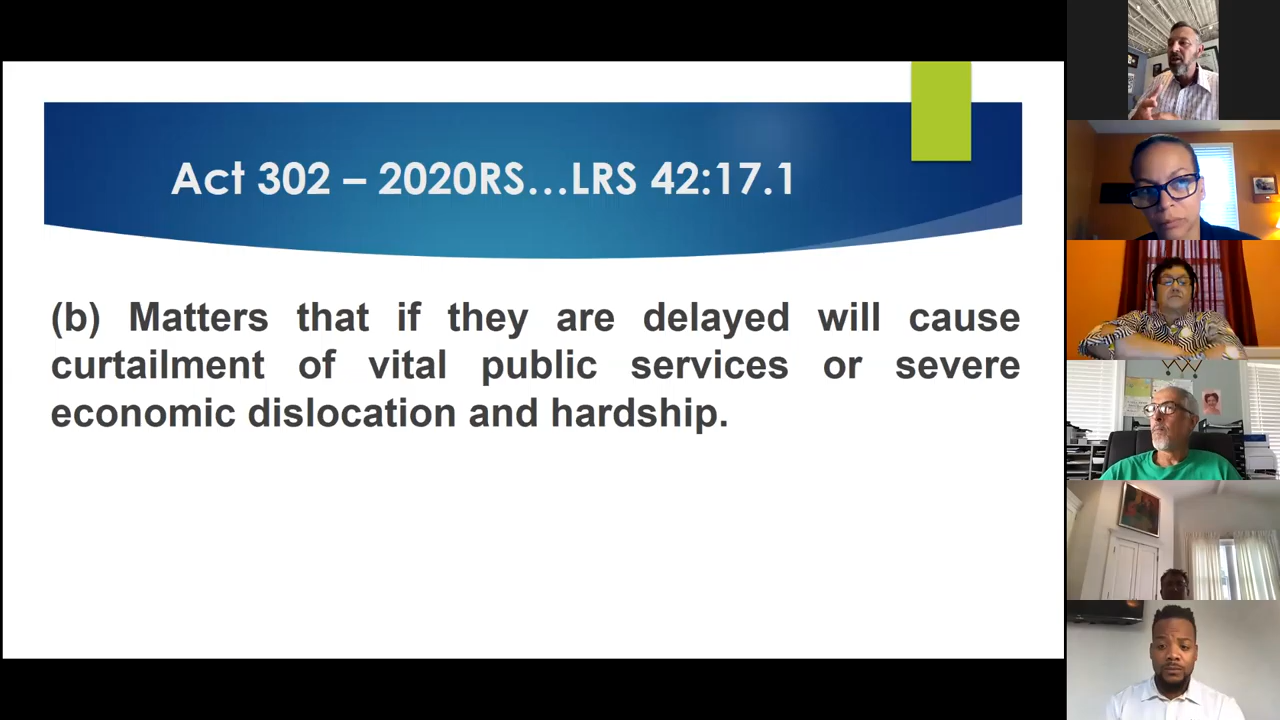 Act 302 – 2020RS…LRS 42:17.1
(b) Matters that if they are delayed will cause
curtailment of vital public services or severe
economic dislocation and hardship.